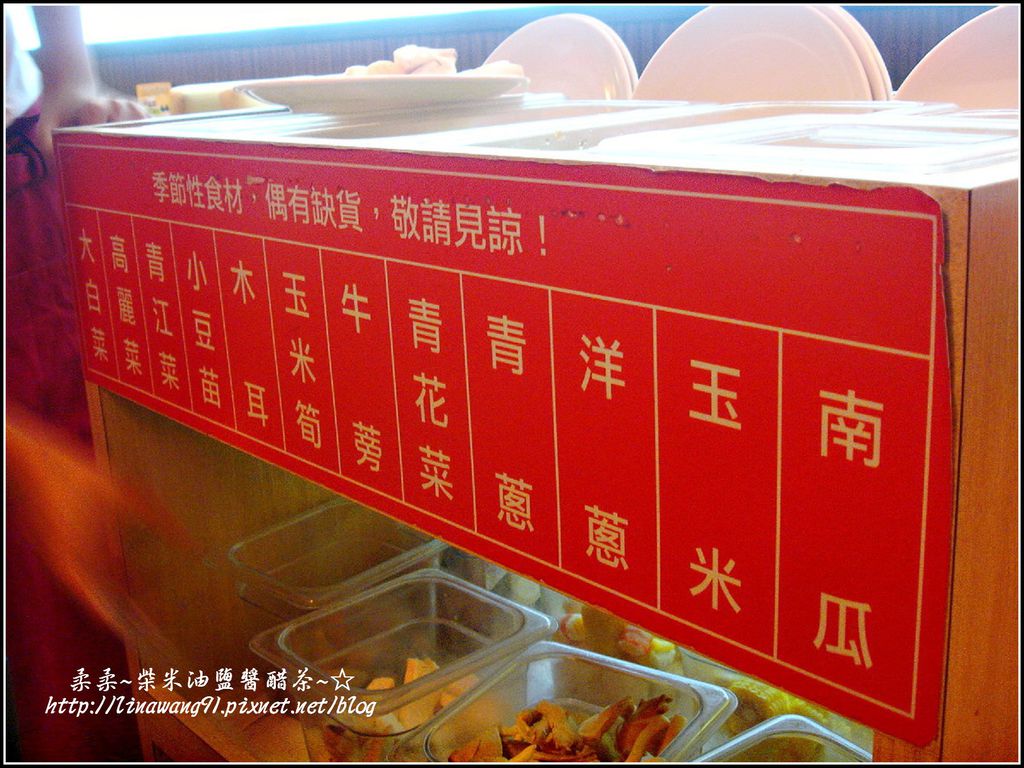 季節性食材，偶有缺貨，敬請見諒！
大白菜
高麗菜
青江菜
小豆苗
木耳
玉米筍
牛蒡
青花菜
青蔥
洋蔥
玉米
南瓜
柔柔~柴米油鹽醬醋茶~☆
http://linawang91.pixnet.net/blog